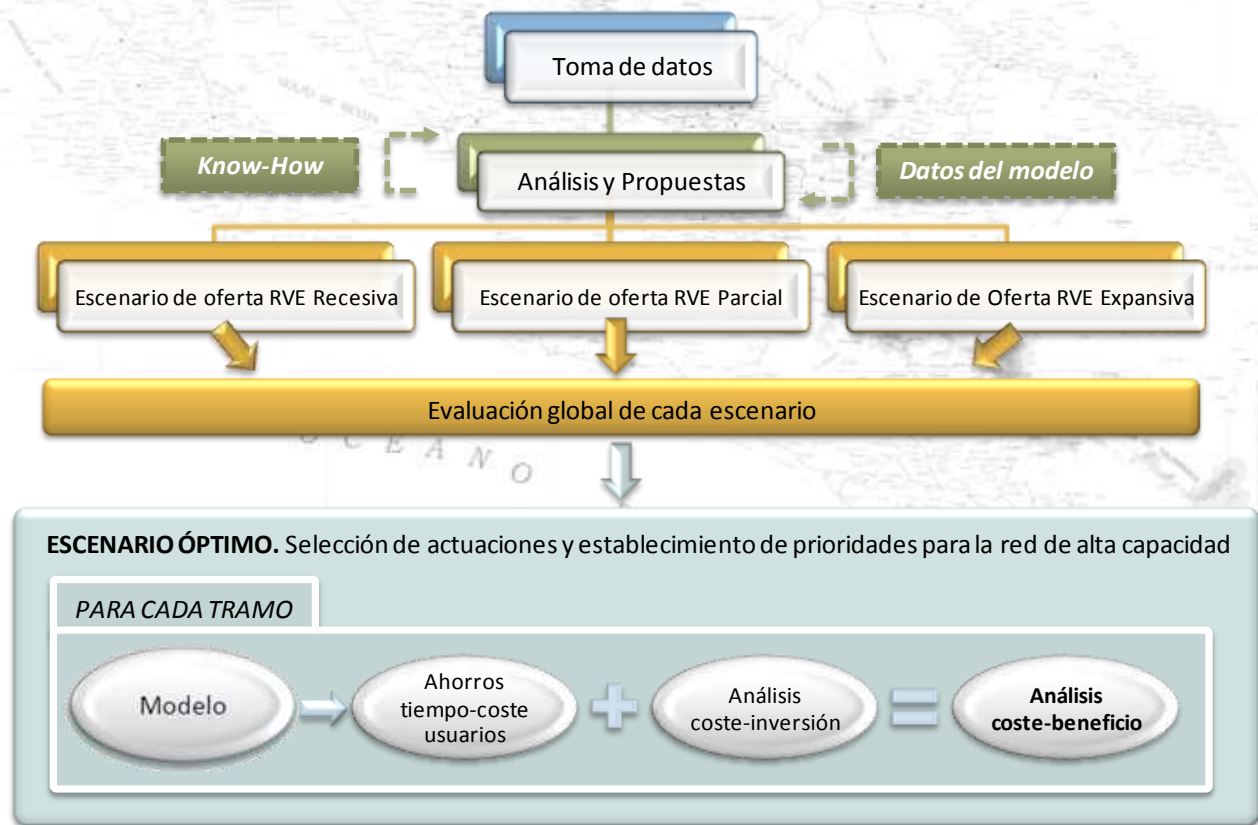 Toma de datos
Know-How
Análisis y Propuestas
Datos del modelo
Escenario de oferta RVE Recesiva
Escenario de oferta RVE Parcial
Escenario de Oferta RVE Expansiva
Evaluación global de cada escenario
OCEANO
ESCENARIO ÓPTIMO. Selección de actuaciones y establecimiento de prioridades para la red de alta capacidad
PARA CADA TRAMO
Modelo
Ahorros
tiempo-coste
usuarios
Análisis
coste-inversión
Análisis
coste-beneficio